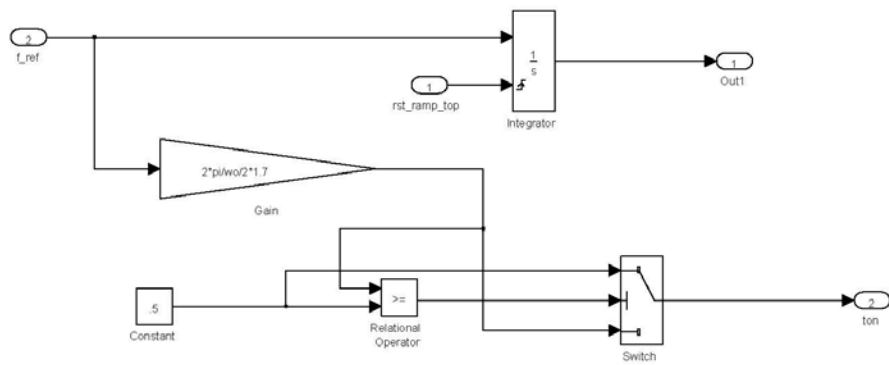 2
f_ref
1
s
Integrator
1
rst_ramp_top
1
Out1
2*pi/wo/2*1.7
Gain
.5
Constant
>=
Relational
Operator
Switch
2
ton